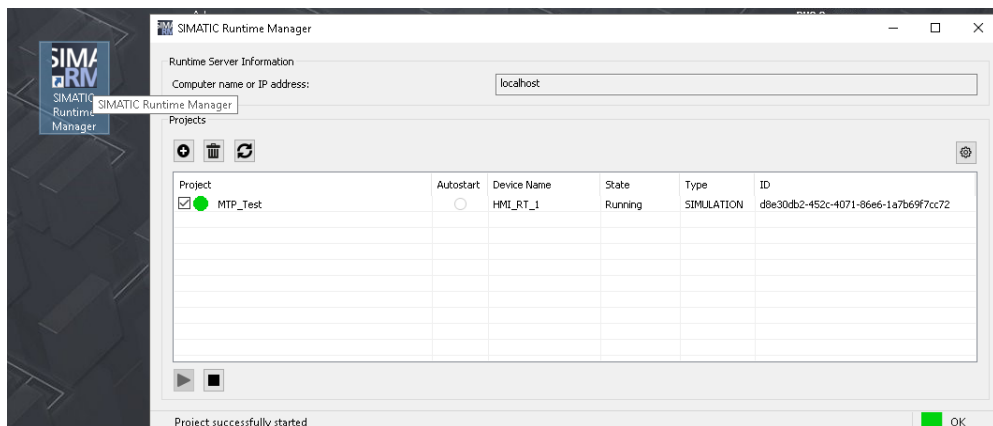 SIMATIC Runtime Manager
Runtime Server Information
Computer name or IP address:
localhost
SIMATIC
Runtime
Manager
SIMATIC Runtime Manager
Projects
Project Autostart Device Name State Type ID
MTP_Test HMI_RT_1 Running SIMULATION d8e30db2-452c-4071-86e6-1a7b69f7cc72
Project successfully started
OK